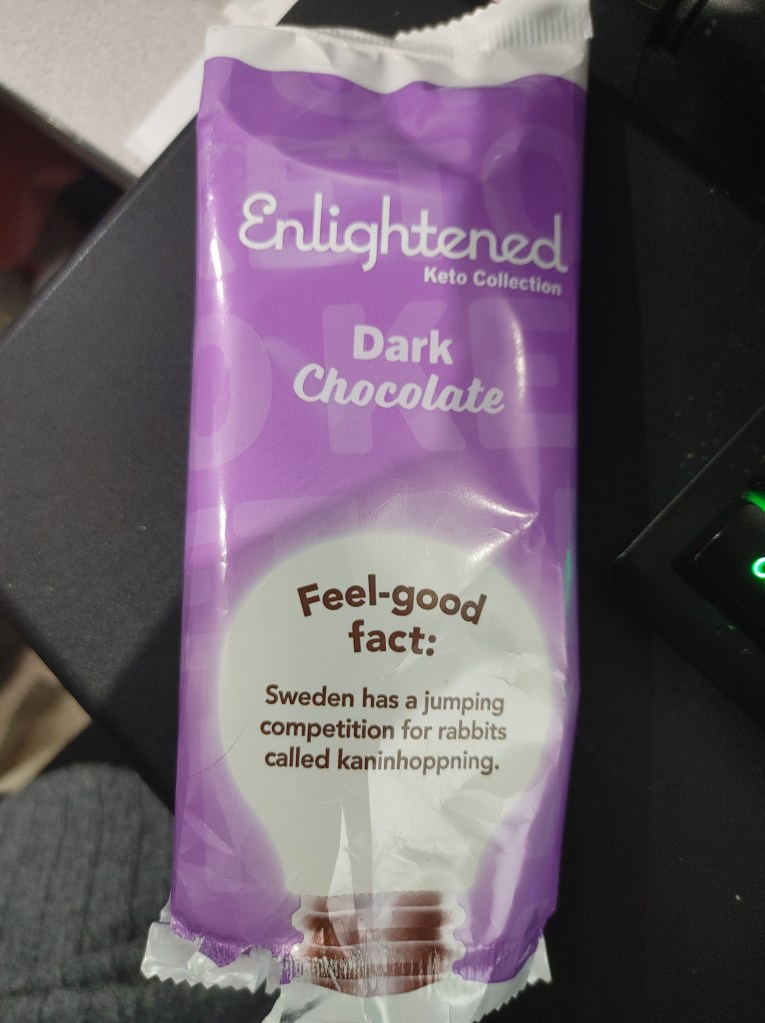 Enlightened
Keto Collection
Dark
Chocolate
Feel-good
fact:
Sweden has a jumping
competition for rabbits
called kaninhoppning.